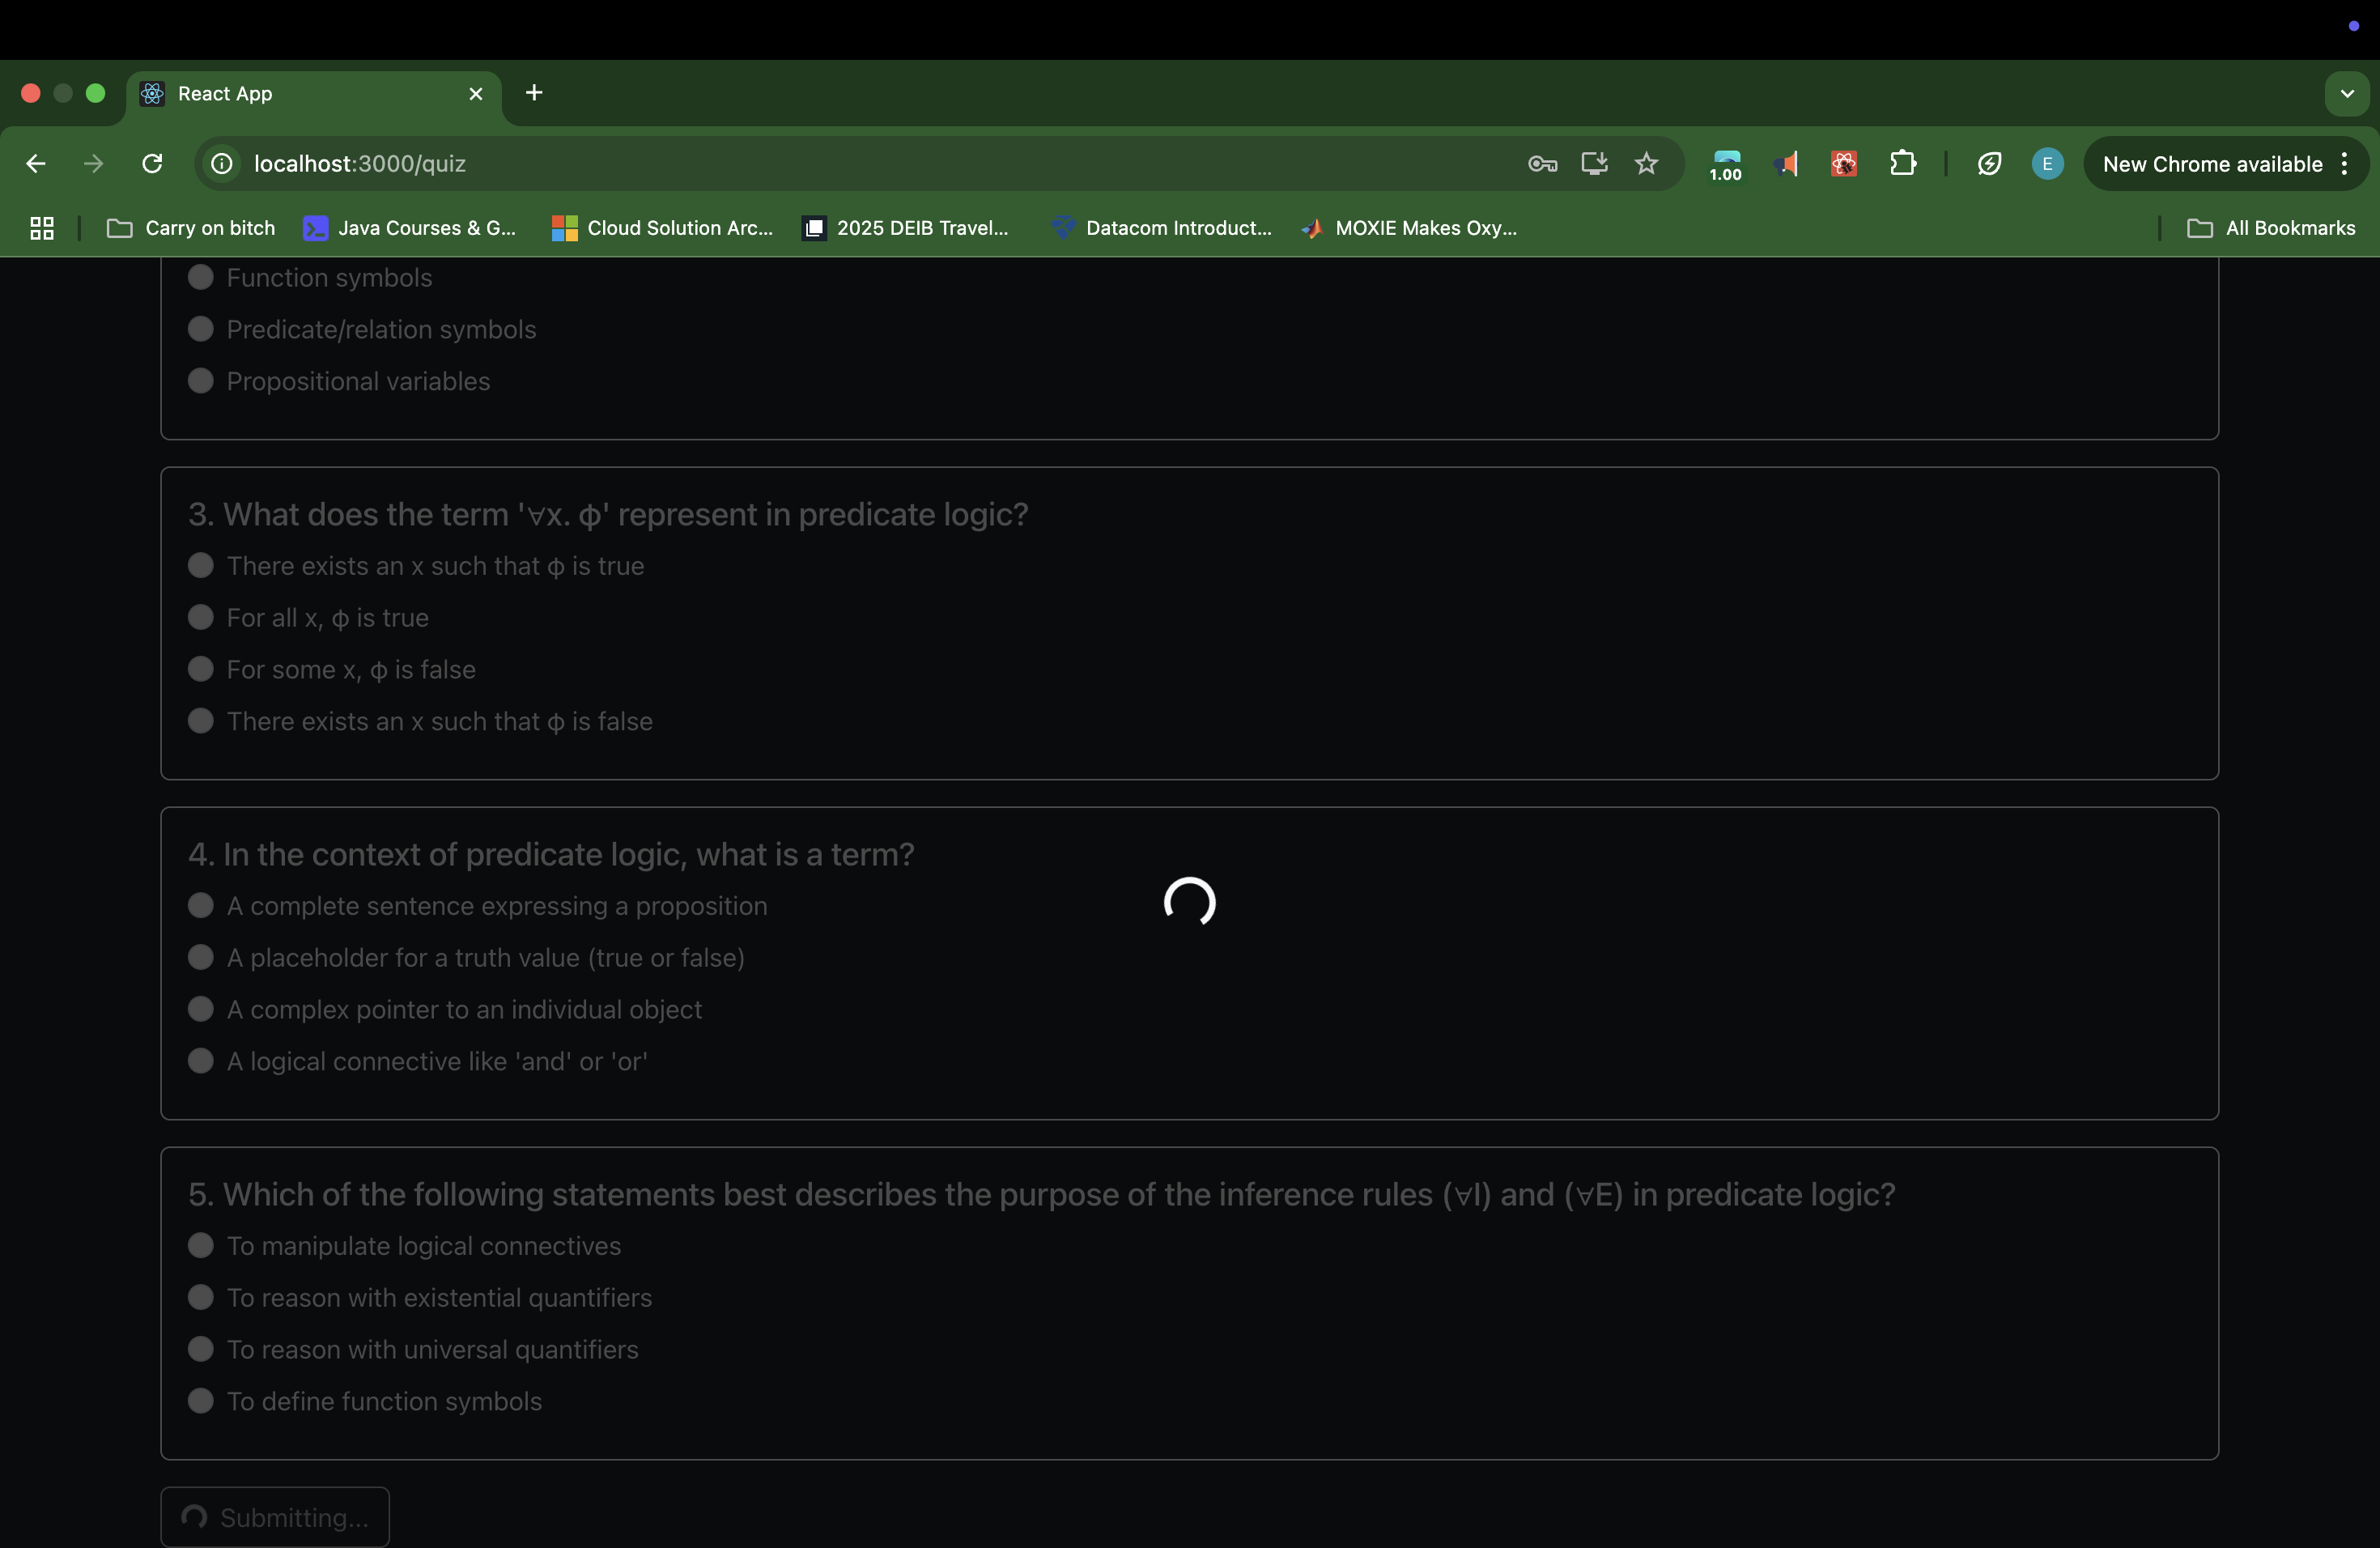 React App
localhost:3000/quiz
1.00
E
New Chrome available
Carry on bitch
Java Courses & G...
Cloud Solution Arc...
2025 DEIB Travel...
Datacom Introduct...
MOXIE Makes Oxy...
All Bookmarks
Function symbols
Predicate/relation symbols
Propositional variables
3. What does the term '∀x. ϕ' represent in predicate logic?
There exists an x such that ϕ is true
For all x, ϕ is true
For some x, ϕ is false
There exists an x such that ϕ is false
4. In the context of predicate logic, what is a term?
A complete sentence expressing a proposition
A placeholder for a truth value (true or false)
A complex pointer to an individual object
A logical connective like 'and' or 'or'
5. Which of the following statements best describes the purpose of the inference rules (∀I) and (∀E) in predicate logic?
To manipulate logical connectives
To reason with existential quantifiers
To reason with universal quantifiers
To define function symbols
Submitting...